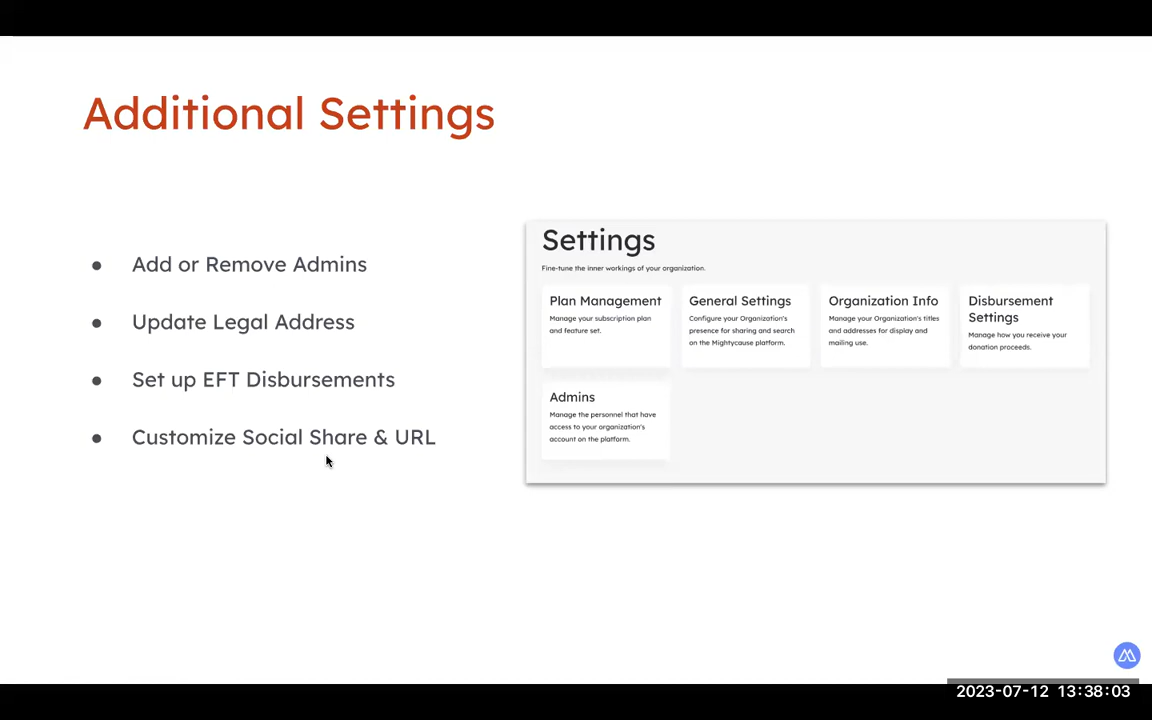 Additional Settings
● Add or Remove Admins
● Update Legal Address
● Set up EFT Disbursements
● Customize Social Share & URL
Settings
Fine-tune the inner workings of your organization.
Plan Management
Manage your subscription plan
and feature set.
General Settings
Configure your Organization's
presence for sharing and search
on the Mightycause platform.
Organization Info
Manage your Organization's titles
and addresses for display and
mailing use.
Disbursement
Settings
Manage how you receive your
donation proceeds.
Admins
Manage the personnel that have
access to your organization's
account on the platform.
2023-07-12 13:38:03